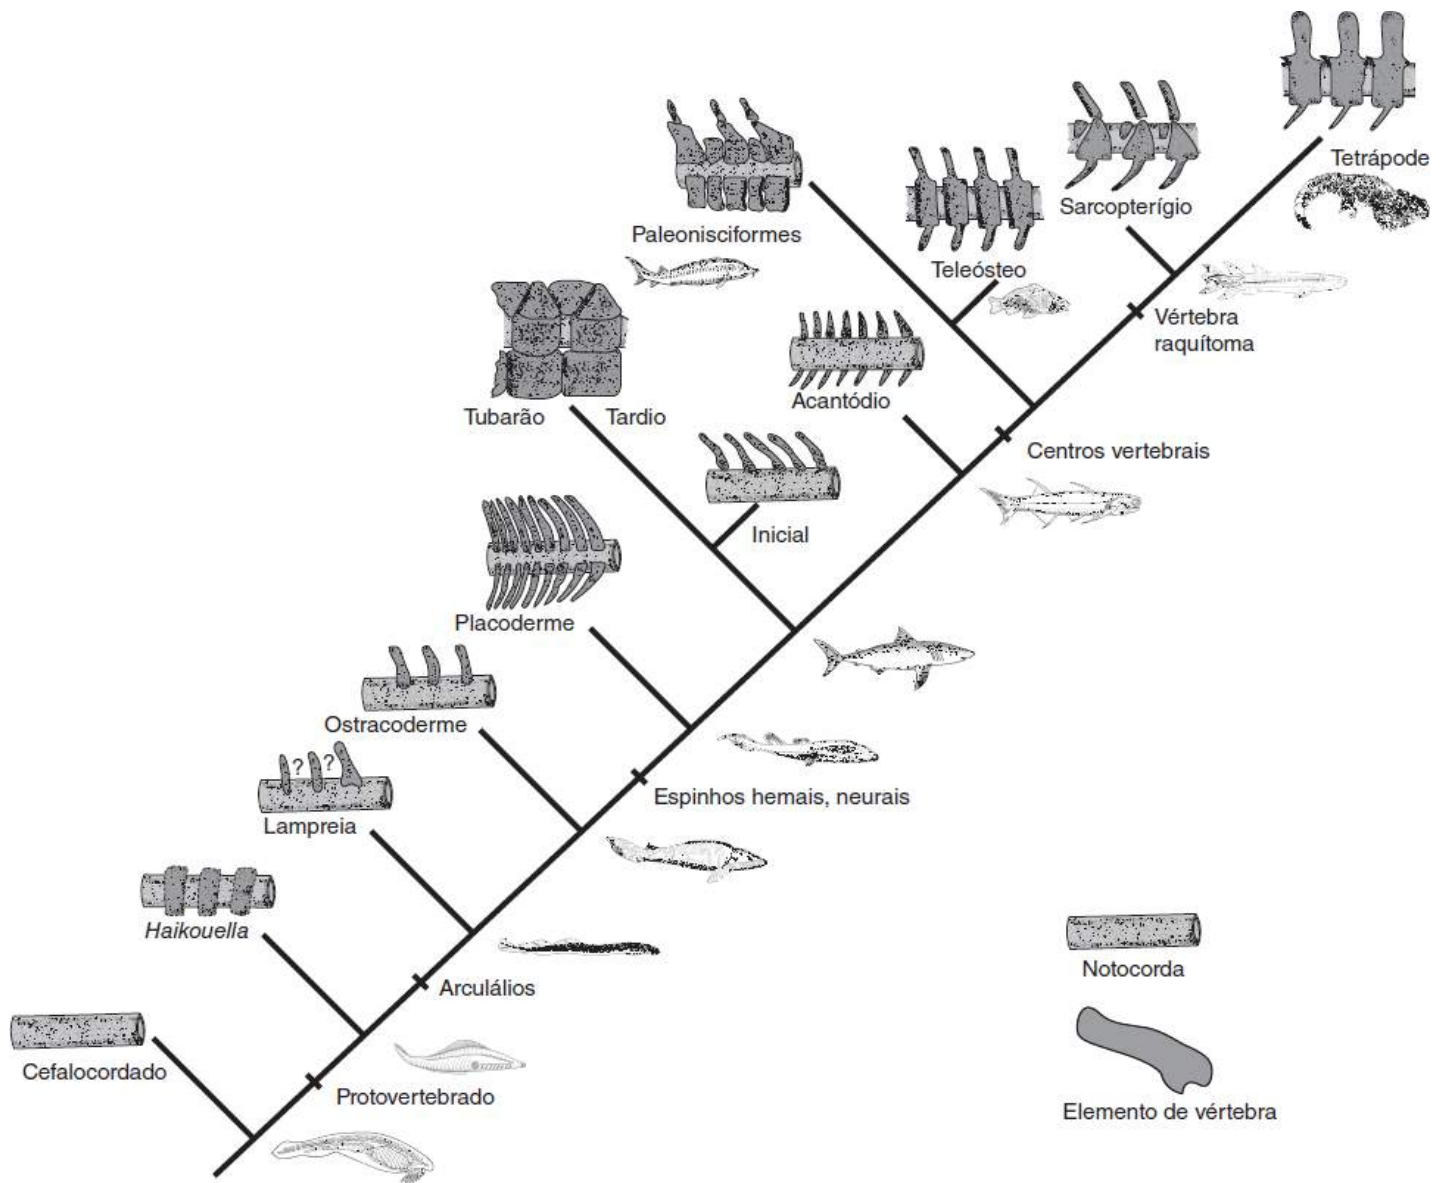 Tetrápode
Sarcopterígio
Paleonisciformes
Teleósteo
Vértebra
raquítoma
Acantódio
Tubarão
Tardio
Centros vertebrais
Inicial
Placoderme
Ostracoderme
Espinhos hemais, neurais
? ?
Lampreia
Haikouella
Notocorda
Arculálios
Cefalocordado
Protovertebrado
Elemento de vértebra